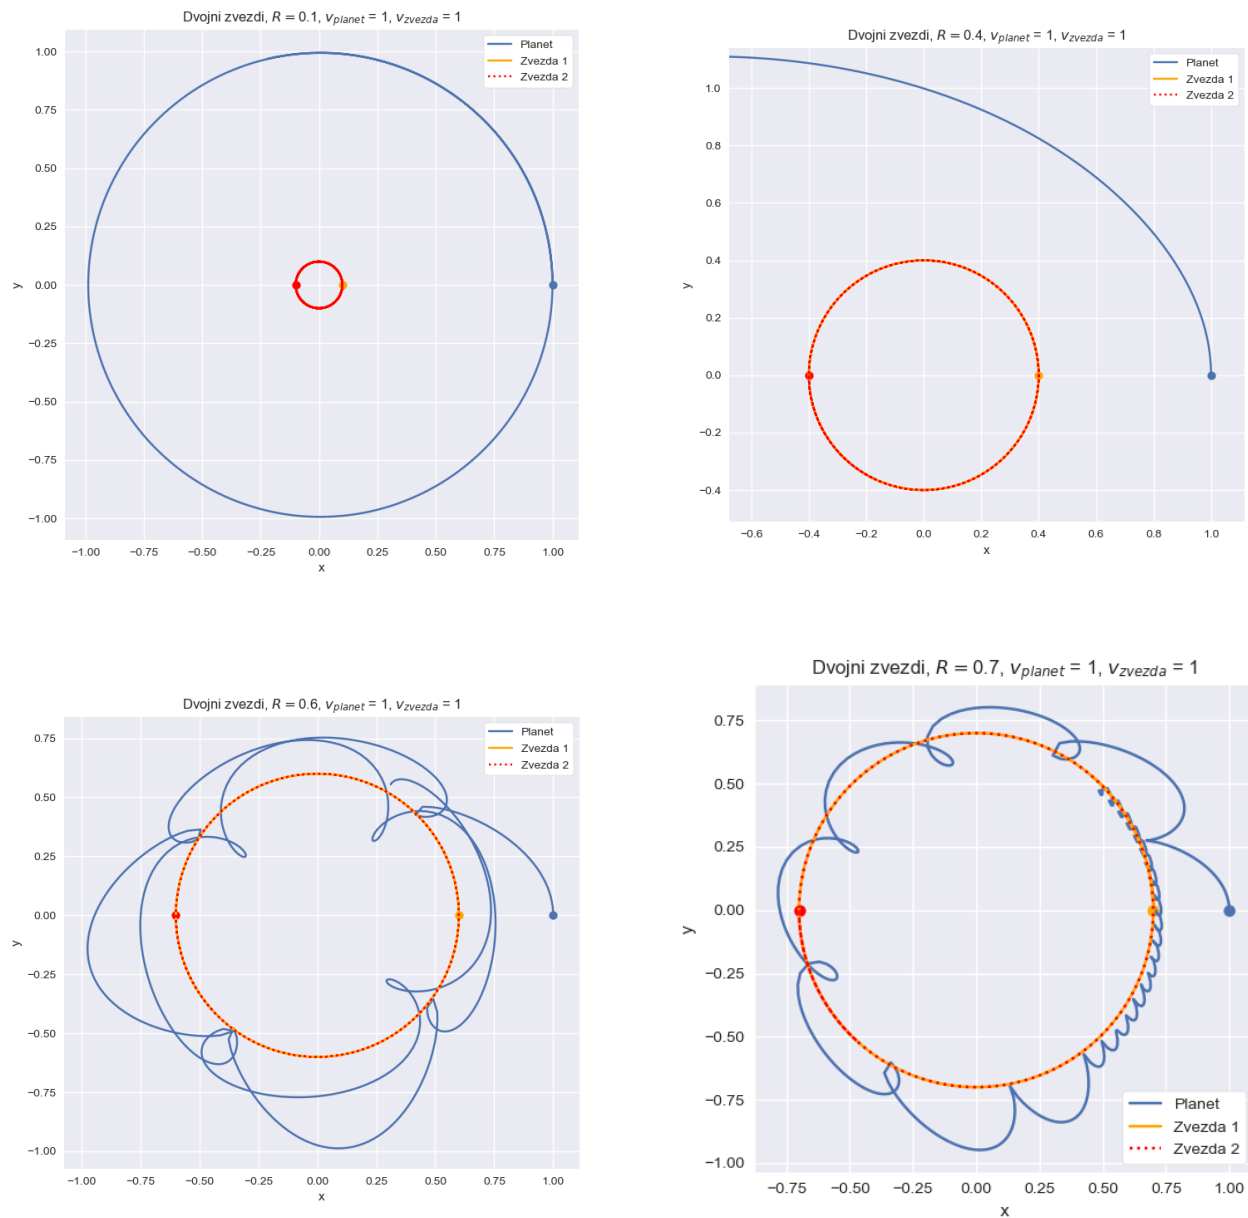 Dvojni zvezdi, R = 0.1, v_planet = 1, v_zvezda = 1
Planet
Zvezda 1
Zvezda 2
1.00
0.75
0.50
0.25
0.00
−0.25
−0.50
−0.75
−1.00
y
−1.00 −0.75 −0.50 −0.25 0.00 0.25 0.50 0.75 1.00
x
Dvojni zvezdi, R = 0.4, v_planet = 1, v_zvezda = 1
Planet
Zvezda 1
Zvezda 2
1.0
0.8
0.6
0.4
0.2
0.0
−0.2
−0.4
y
−0.6 −0.4 −0.2 0.0 0.2 0.4 0.6 0.8 1.0
x
Dvojni zvezdi, R = 0.6, v_planet = 1, v_zvezda = 1
Planet
Zvezda 1
Zvezda 2
0.75
0.50
0.25
0.00
−0.25
−0.50
−0.75
−1.00
y
−1.00 −0.75 −0.50 −0.25 0.00 0.25 0.50 0.75 1.00
x
Dvojni zvezdi, R = 0.7, v_planet = 1, v_zvezda = 1
0.75
0.50
0.25
0.00
−0.25
−0.50
−0.75
−1.00
y
Planet
Zvezda 1
Zvezda 2
−0.75 −0.50 −0.25 0.00 0.25 0.50 0.75 1.00
x